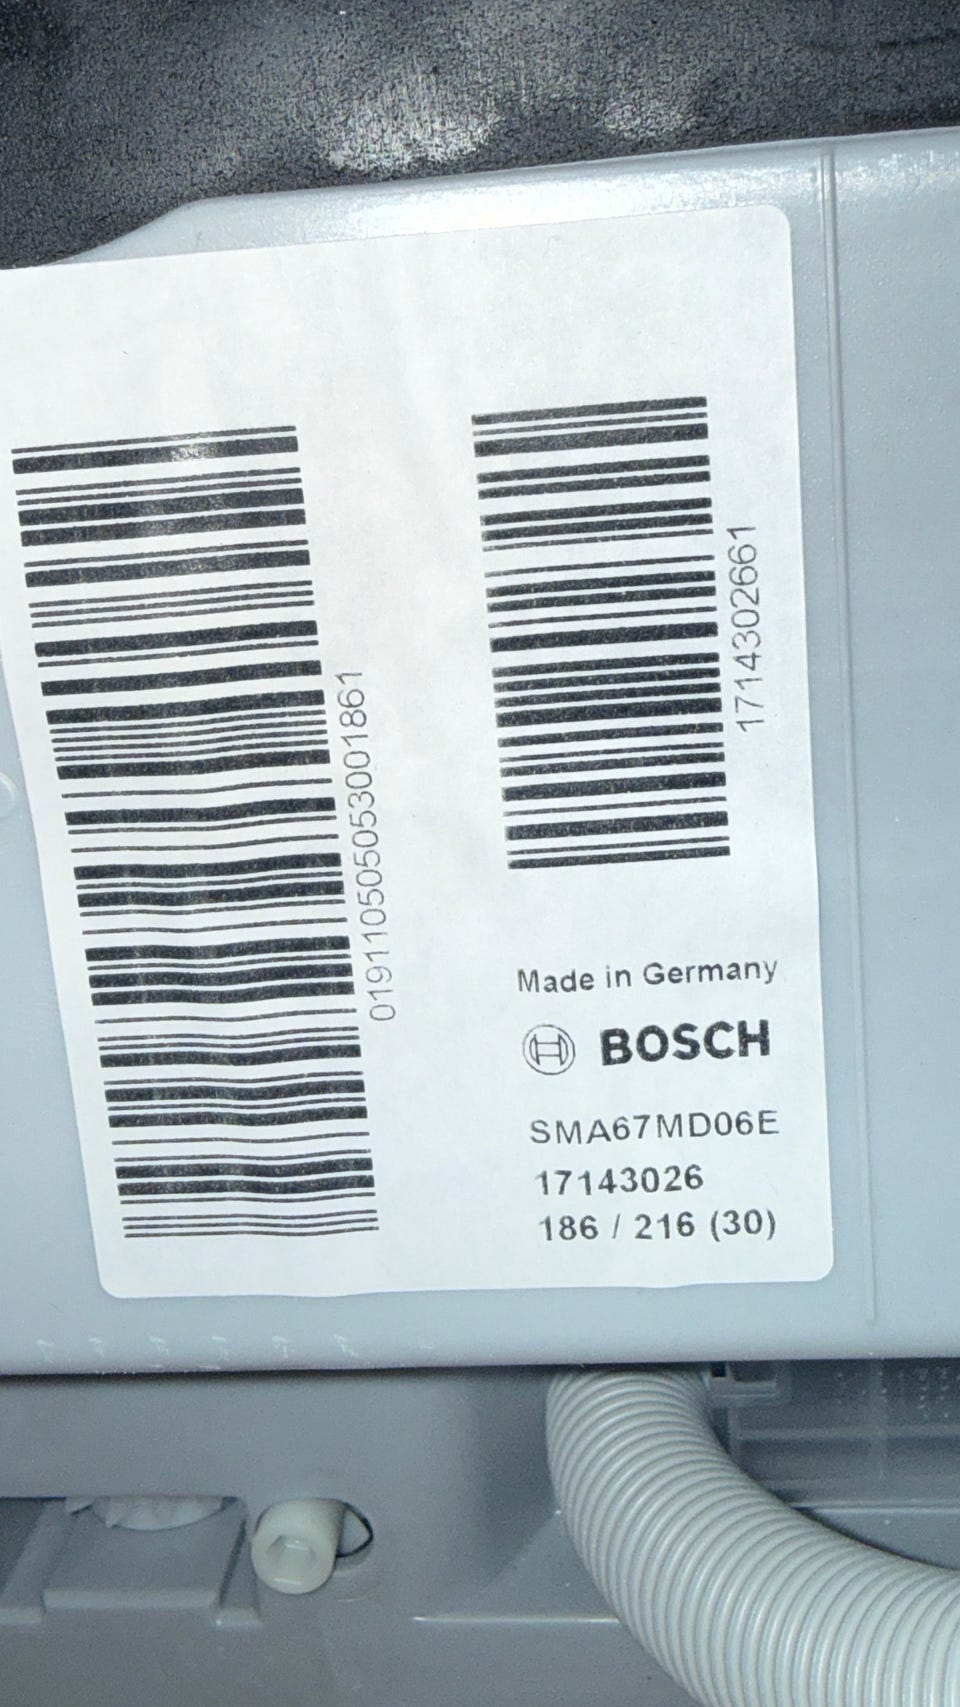 019110505053001861
1714302661
Made in Germany
BOSCH
SMA67MD06E
17143026
186 / 216 (30)